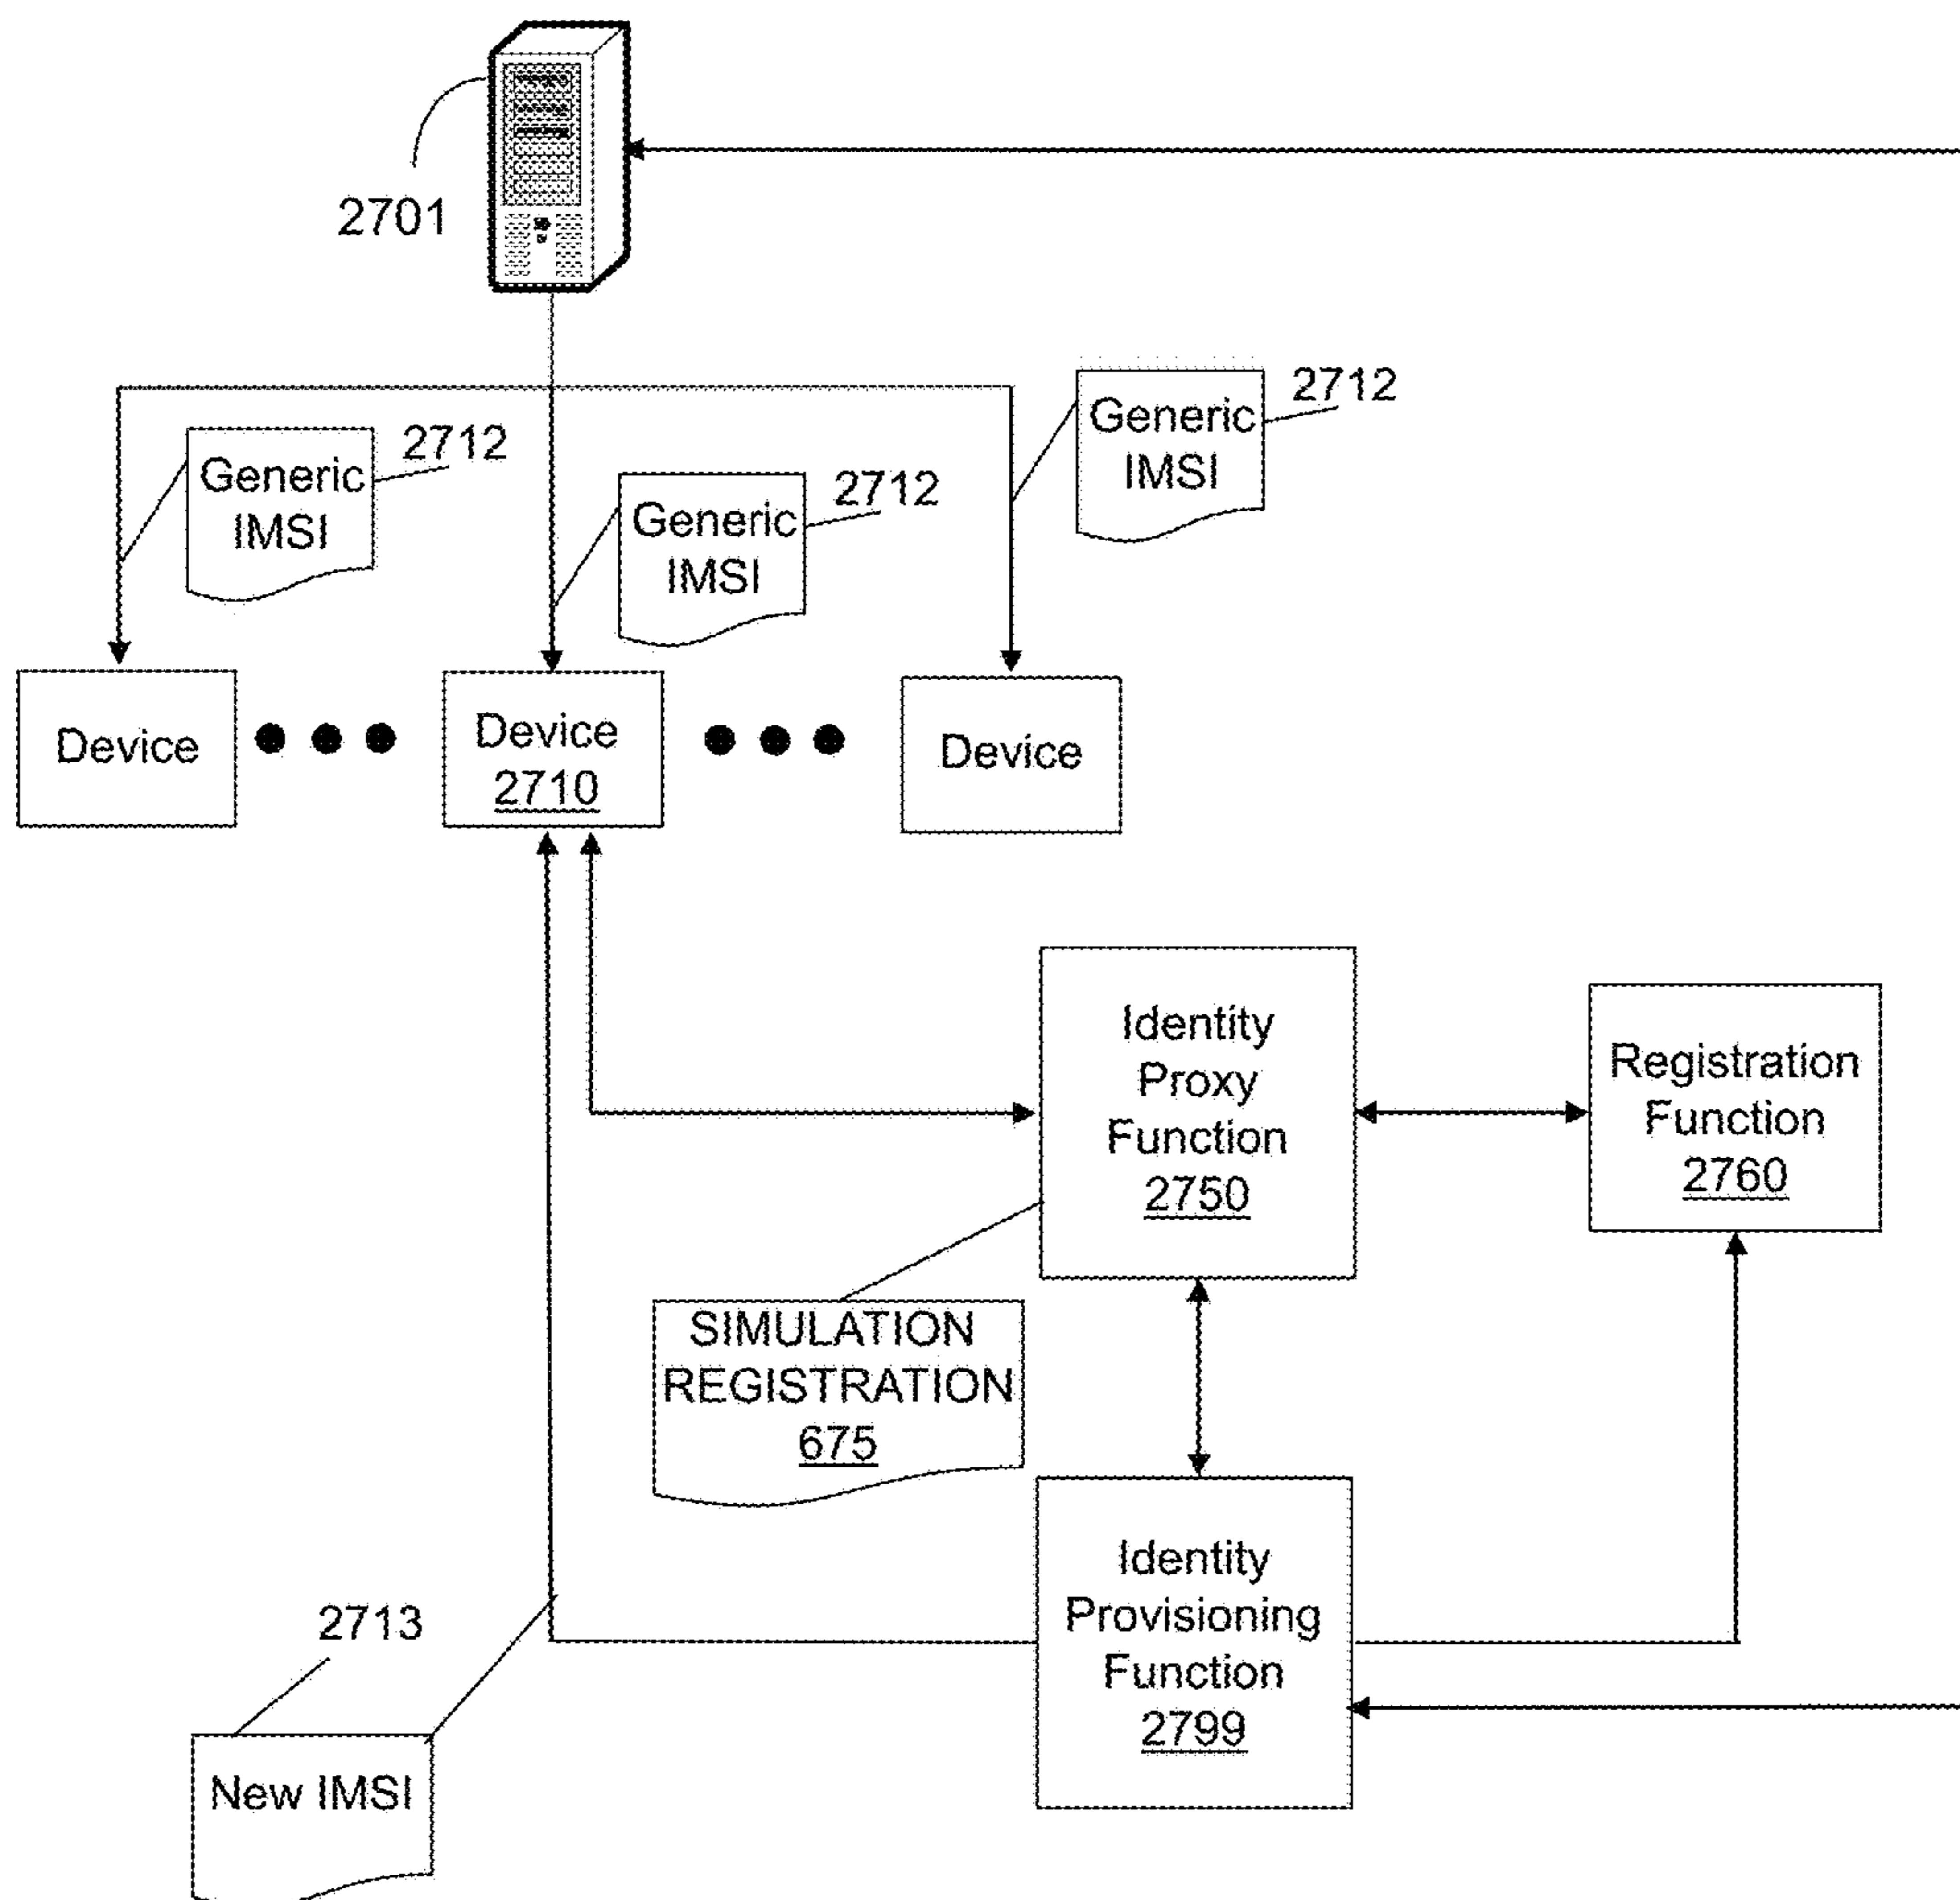 2701
2712
Generic
IMSI
2712
Generic
IMSI
2712
Generic
IMSI
Device
Device
2710
Device
Identity
Proxy
Function
2750
Registration
Function
2760
SIMULATION
REGISTRATION
675
Identity
Provisioning
Function
2799
2713
New IMSI